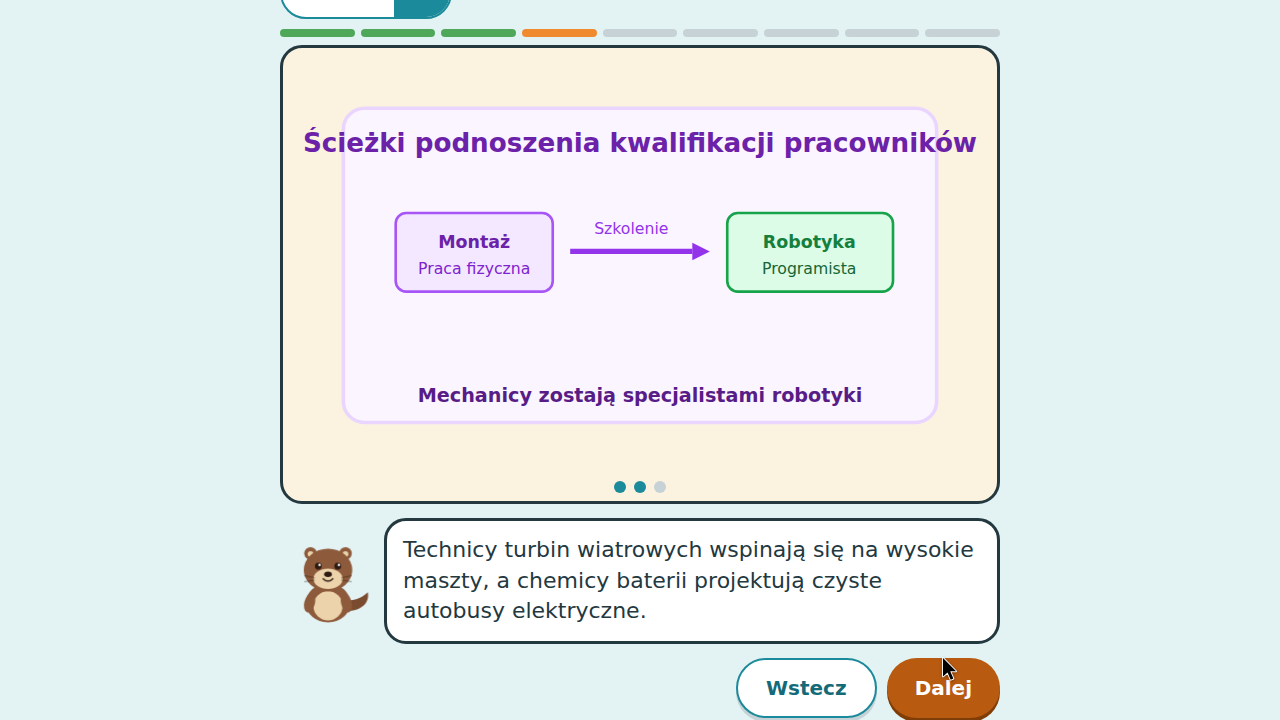 Ścieżki podnoszenia kwalifikacji pracowników
Montaż
Praca fizyczna
Szkolenie
Robotyka
Programista
Mechanicy zostają specjalistami robotyki
Technicy turbin wiatrowych wspinają się na wysokie
maszty, a chemicy baterii projektują czyste
autobusy elektryczne.
Wstecz
Dalej